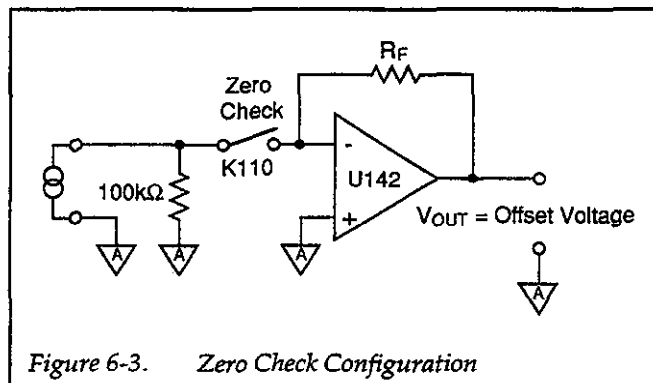 RF
Zero
Check
-
K110
U142
100kΩ
+
VOUT = Offset Voltage
A
A
A
A
Figure 6-3. Zero Check Configuration